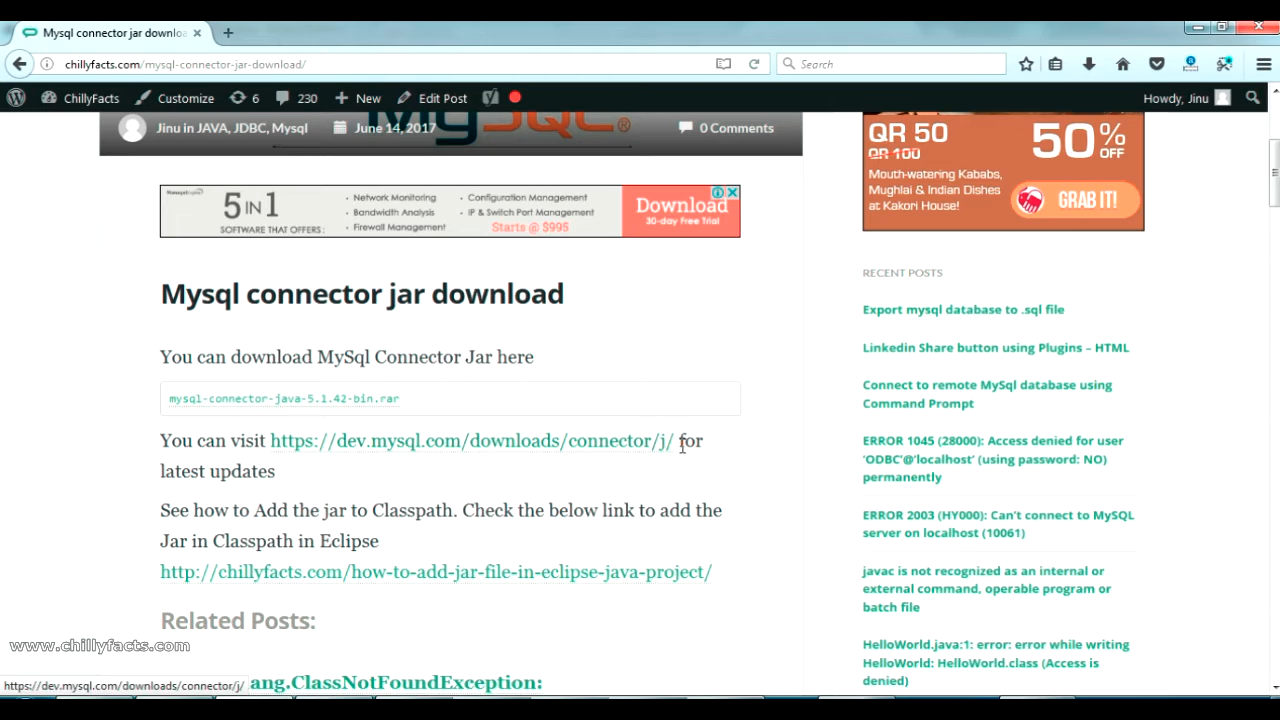 Mysql connector jar downloa
chillyfacts.com/mysql-connector-jar-download/
Search
ChillyFacts Customize 6 230 New Edit Post Howdy, Jinu
MySQL®
Jinu in JAVA, JDBC, Mysql June 14, 2017 0 Comments
5 IN 1
SOFTWARE THAT OFFERS :
• Network Monitoring
• Bandwidth Analysis
• Firewall Management
• Configuration Management
• IP & Switch Port Management
Starts @ $995
Download
30-day Free Trial
Mysql connector jar download
You can download MySql Connector Jar here
mysql-connector-java-5.1.42-bin.rar
You can visit https://dev.mysql.com/downloads/connector/j/ for
latest updates
See how to Add the jar to Classpath. Check the below link to add the
Jar in Classpath in Eclipse
http://chillyfacts.com/how-to-add-jar-file-in-eclipse-java-project/
Related Posts:
ang.ClassNotFoundException:
QR 50
QR 100
50% OFF
Mouth-watering Kababs,
Mughlai & Indian Dishes
at Kakori House!
GRAB IT!
RECENT POSTS
Export mysql database to .sql file
Linkedin Share button using Plugins – HTML
Connect to remote MySql database using
Command Prompt
ERROR 1045 (28000): Access denied for user
‘ODBC’@’localhost’ (using password: NO)
permanently
ERROR 2003 (HY000): Can’t connect to MySQL
server on localhost (10061)
javac is not recognized as an internal or
external command, operable program or
batch file
HelloWorld.java:1: error: error while writing
HelloWorld: HelloWorld.class (Access is
denied)
www.chillyfacts.com
https://dev.mysql.com/downloads/connector/j/